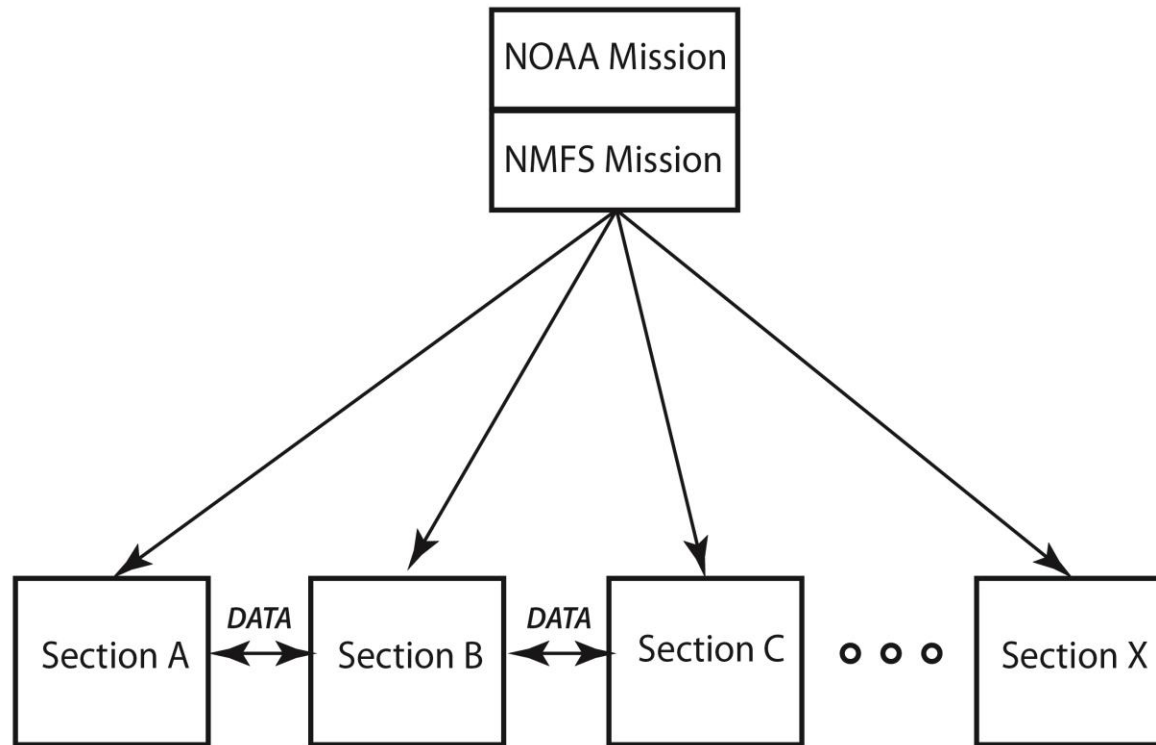 NOAA Mission
NMFS Mission
DATA
DATA
Section A
Section B
Section C
Section X